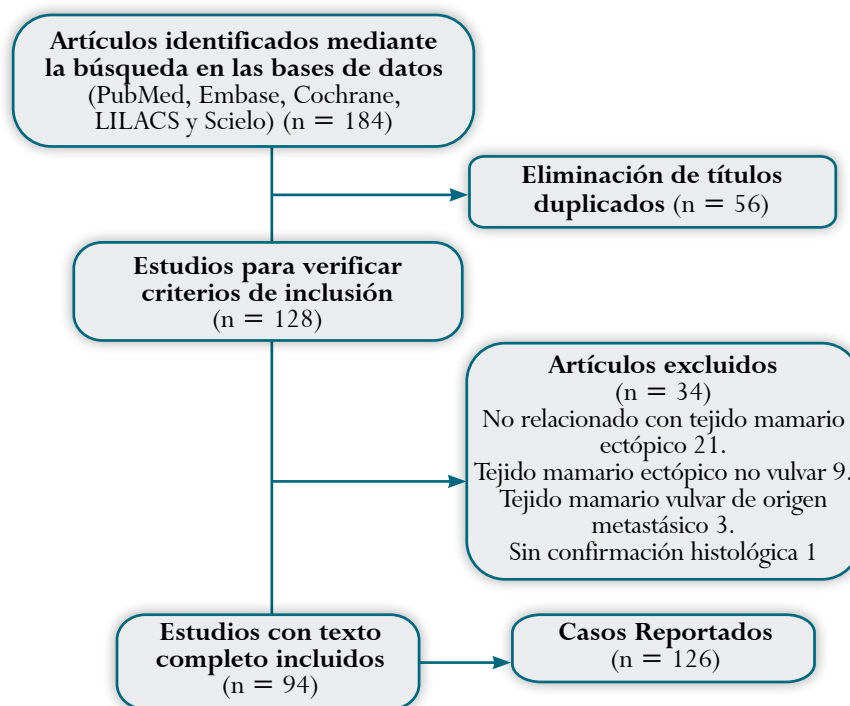 Artículos identificados mediante
la búsqueda en las bases de datos
(PubMed, Embase, Cochrane,
LILACS y Scielo) (n = 184)
Eliminación de títulos
duplicados (n = 56)
Estudios para verificar
criterios de inclusión
(n = 128)
Artículos excluidos
(n = 34)
No relacionado con tejido mamario
ectópico 21.
Tejido mamario ectópico no vulvar 9.
Tejido mamario vulvar de origen
metastásico 3.
Sin confirmación histológica 1
Estudios con texto
completo incluidos
(n = 94)
Casos Reportados
(n = 126)